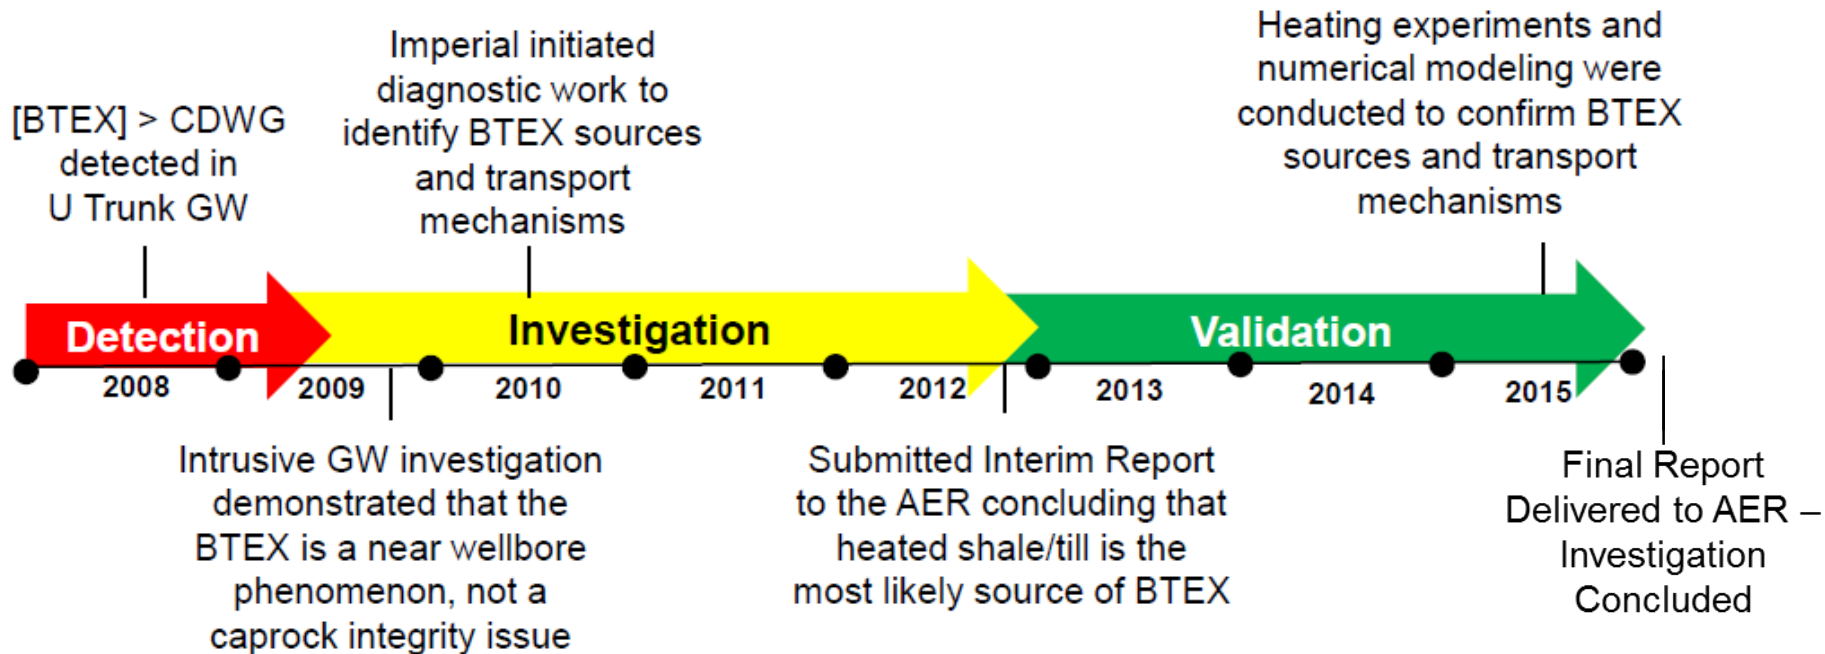 [BTEX] > CDWG
detected in
U Trunk GW
Imperial initiated
diagnostic work to
identify BTEX sources
and transport
mechanisms
Heating experiments and
numerical modeling were
conducted to confirm BTEX
sources and transport
mechanisms
Detection
Investigation
Validation
2008
2009
2010
2011
2012
2013
2014
2015
Intrusive GW investigation
demonstrated that the
BTEX is a near wellbore
phenomenon, not a
caprock integrity issue
Submitted Interim Report
to the AER concluding that
heated shale/till is the
most likely source of BTEX
Final Report
Delivered to AER –
Investigation
Concluded